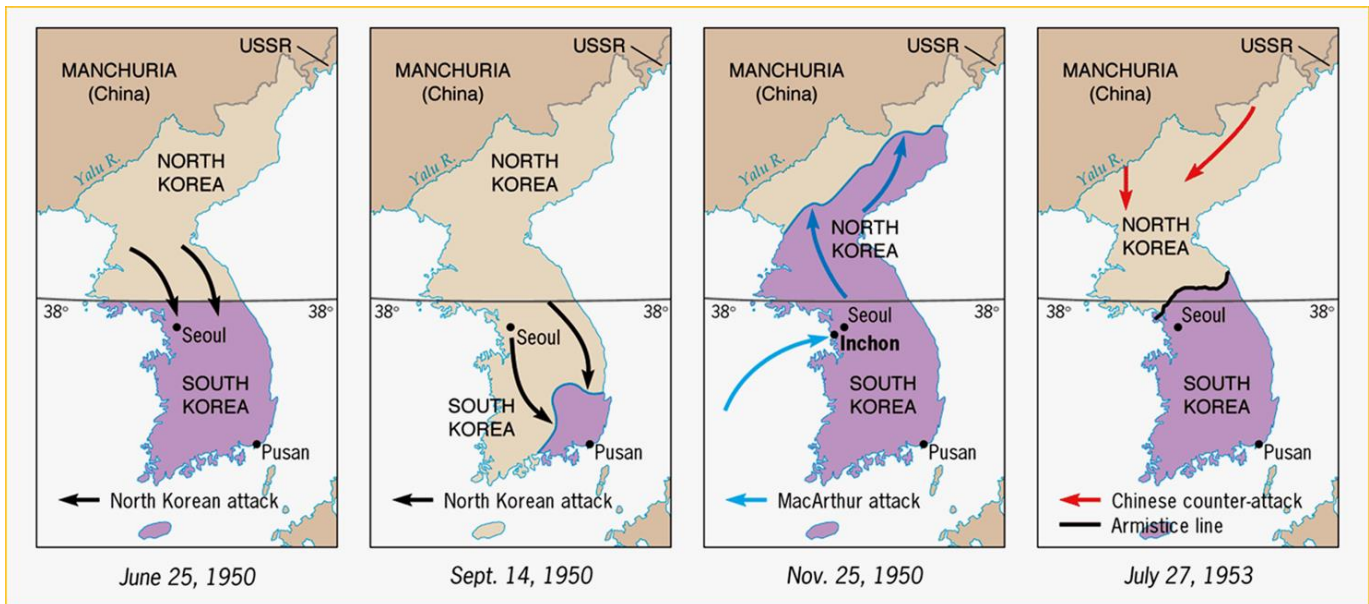 USSR
MANCHURIA
(China)
Yalu R.
NORTH
KOREA
38°
38°
Seoul
SOUTH
KOREA
Pusan
North Korean attack
June 25, 1950
USSR
MANCHURIA
(China)
Yalu R.
NORTH
KOREA
38°
38°
Seoul
SOUTH
KOREA
Pusan
North Korean attack
Sept. 14, 1950
USSR
MANCHURIA
(China)
Yalu R.
NORTH
KOREA
38°
38°
Seoul
Inchon
SOUTH
KOREA
Pusan
MacArthur attack
Nov. 25, 1950
USSR
MANCHURIA
(China)
Yalu R.
NORTH
KOREA
38°
38°
Seoul
SOUTH
KOREA
Pusan
Chinese counter-attack
Armistice line
July 27, 1953